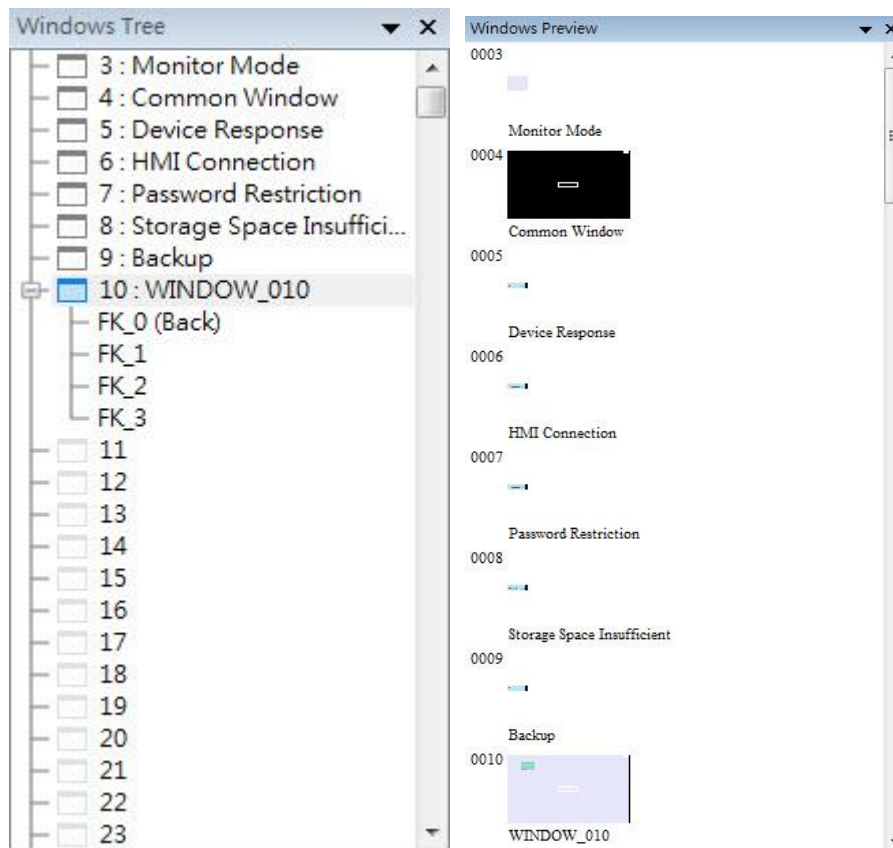 Windows Tree
3 : Monitor Mode
4 : Common Window
5 : Device Response
6 : HMI Connection
7 : Password Restriction
8 : Storage Space Insuffici...
9 : Backup
10 : WINDOW_010
FK_0 (Back)
FK_1
FK_2
FK_3
11
12
13
14
15
16
17
18
19
20
21
22
23
Windows Preview
0003
Monitor Mode
0004
Common Window
0005
Device Response
0006
HMI Connection
0007
Password Restriction
0008
Storage Space Insufficient
0009
Backup
0010
WINDOW_010